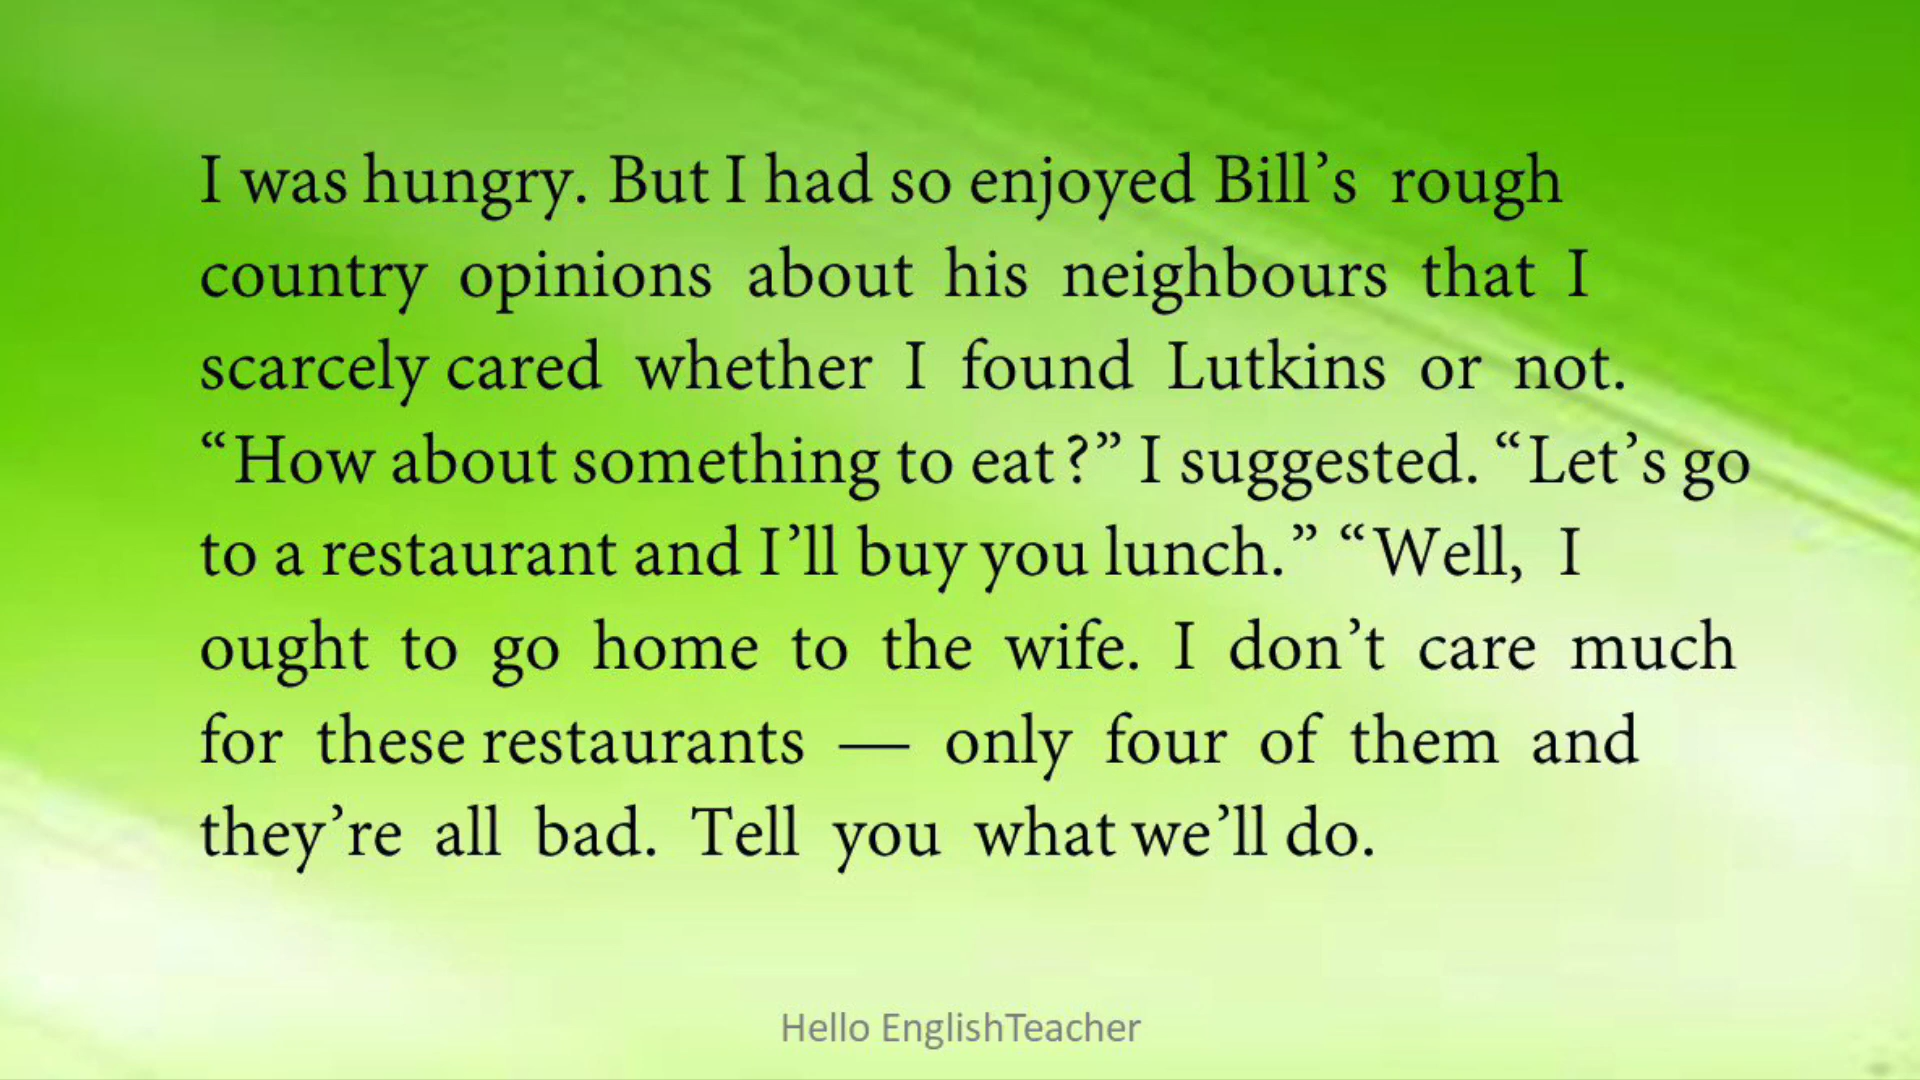 I was hungry. But I had so enjoyed Bill’s rough
country opinions about his neighbours that I
scarcely cared whether I found Lutkins or not.
“How about something to eat?” I suggested. “Let’s go
to a restaurant and I’ll buy you lunch.” “Well, I
ought to go home to the wife. I don’t care much
for these restaurants — only four of them and
they’re all bad. Tell you what we’ll do.
Hello EnglishTeacher